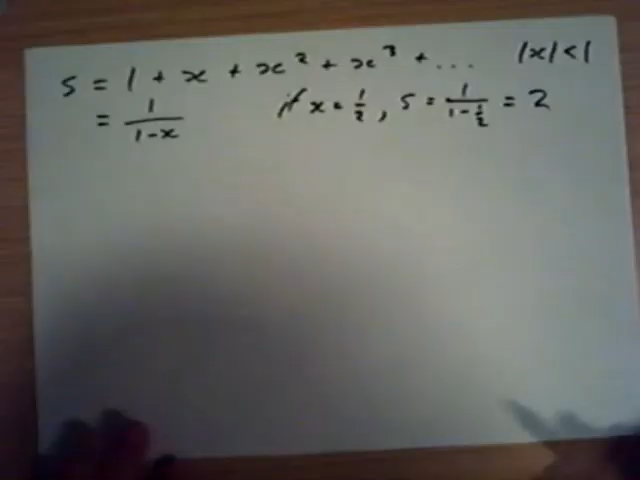 S = 1 + x + x² + x³ + ... |x| < 1
= 1/(1-x) if x = 1/2, S = 1/(1-1/2) = 2